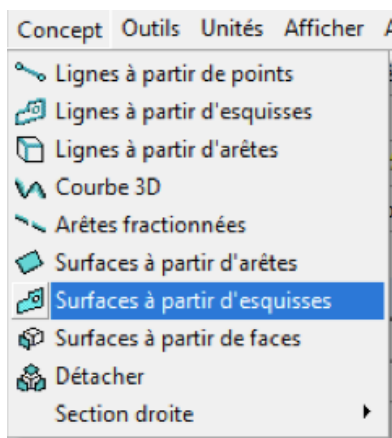 Concept Outils Unités Afficher
Lignes à partir de points
Lignes à partir d'esquisses
Lignes à partir d'arêtes
Courbe 3D
Arêtes fractionnées
Surfaces à partir d'arêtes
Surfaces à partir d'esquisses
Surfaces à partir de faces
Détacher
Section droite